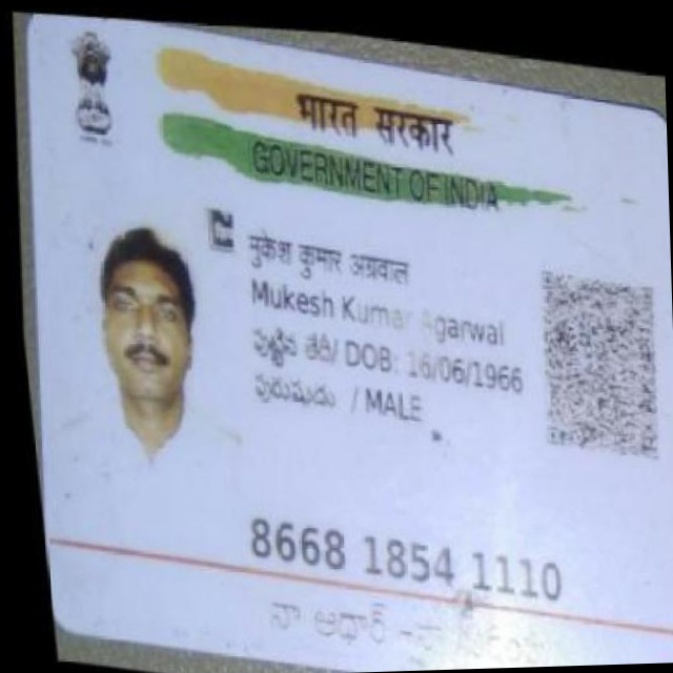 भारत सरकार
GOVERNMENT OF INDIA
मुकेश कुमार अग्रवाल
Mukesh Kumar Agarwal
పుట్టిన తేదీ/ DOB: 16/06/1966
పురుషుడు / MALE
8668 1854 1110
నా ఆధార్